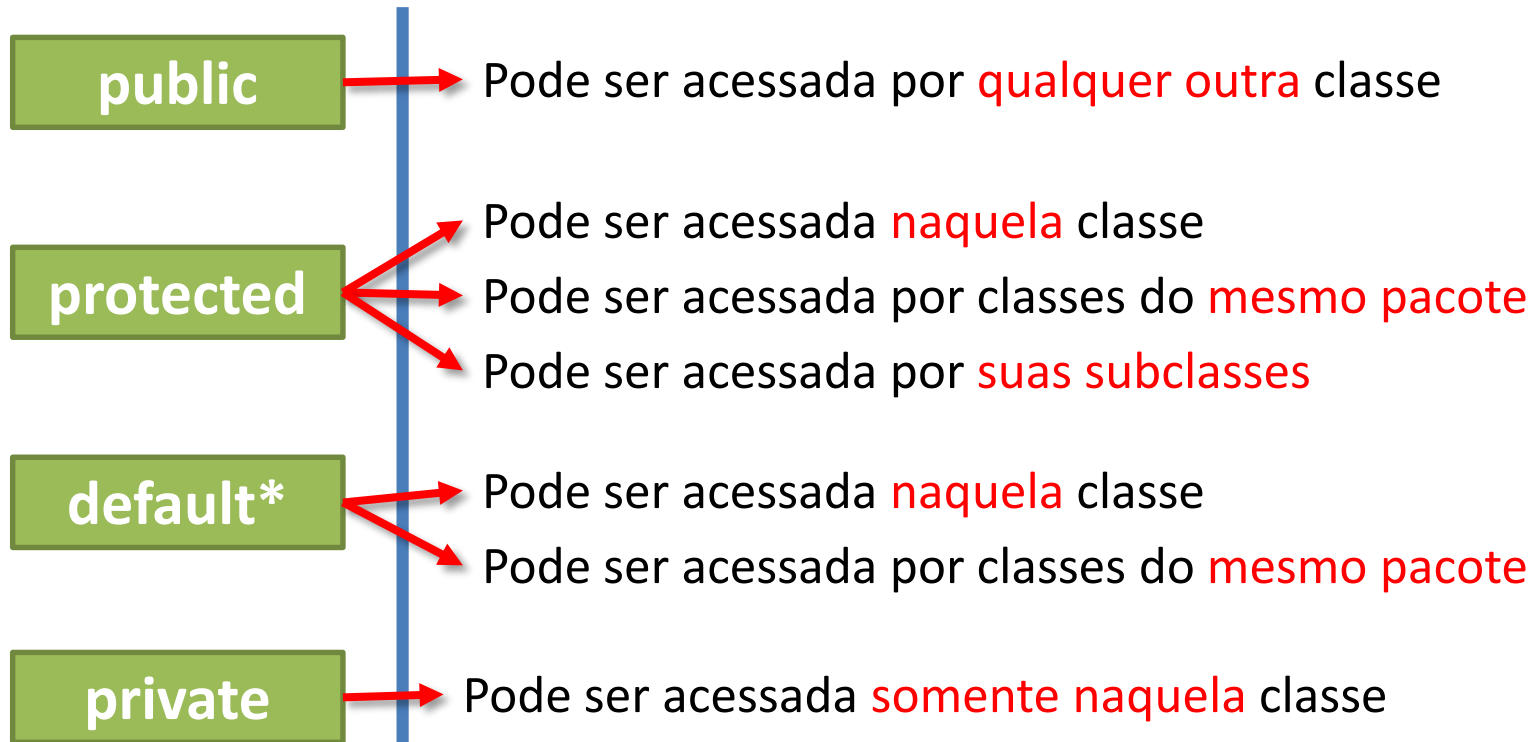 public
Pode ser acessada por qualquer outra classe
protected
Pode ser acessada naquela classe
Pode ser acessada por classes do mesmo pacote
Pode ser acessada por suas subclasses
default*
Pode ser acessada naquela classe
Pode ser acessada por classes do mesmo pacote
private
Pode ser acessada somente naquela classe